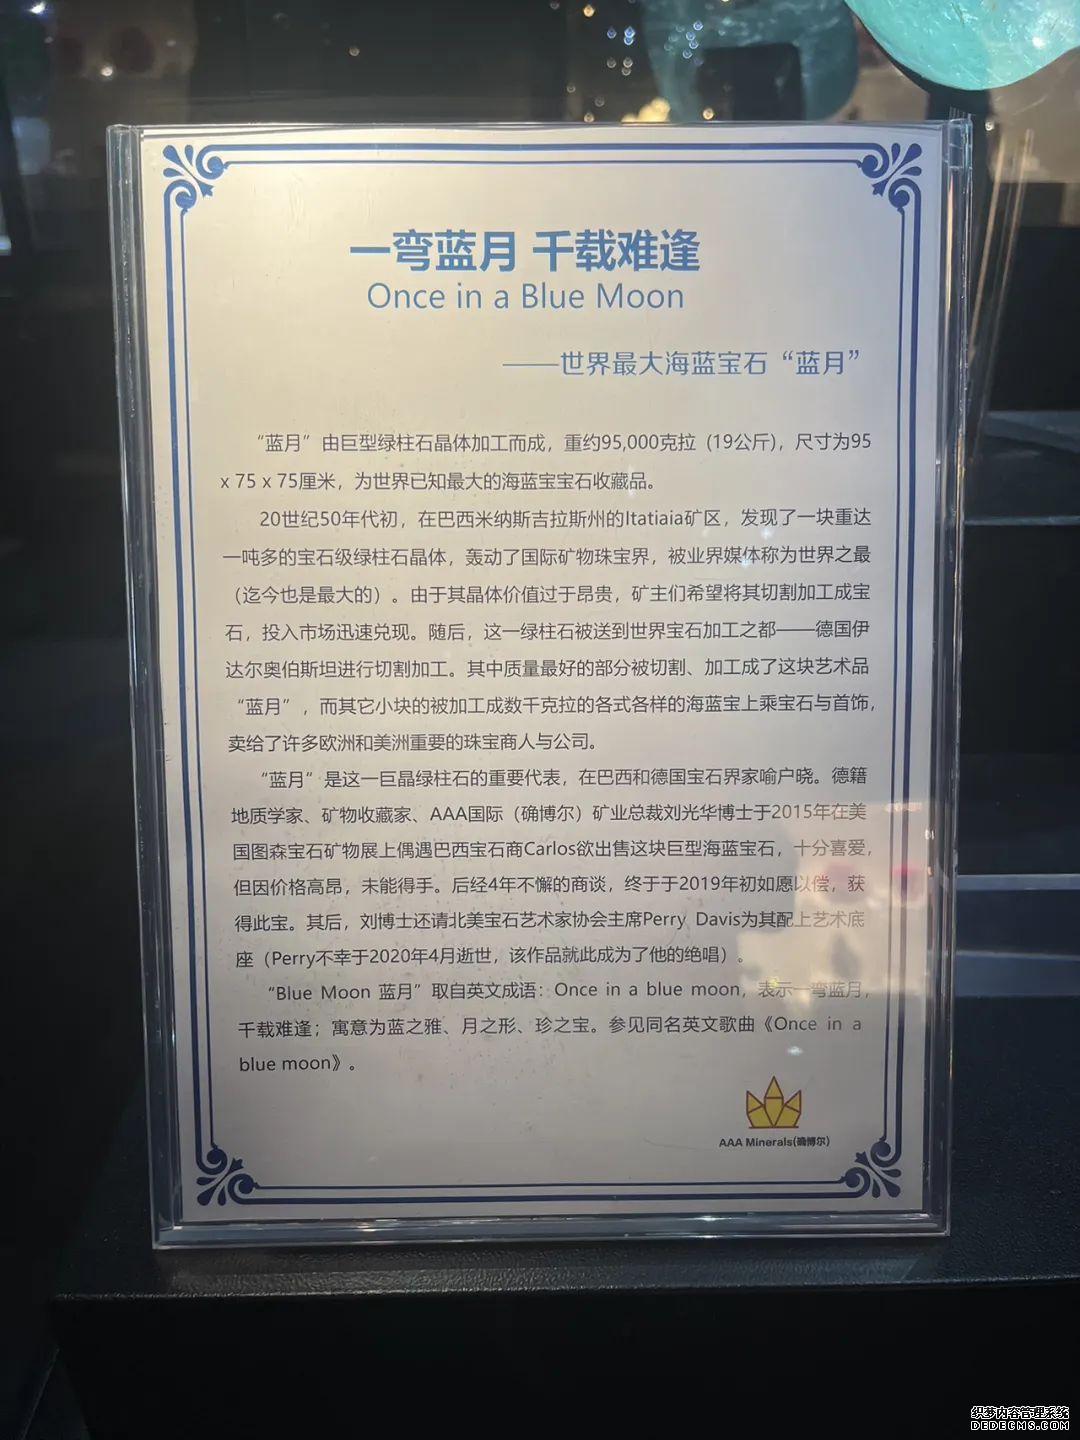 一弯蓝月 千载难逢
Once in a Blue Moon
——世界最大海蓝宝石“蓝月”
“蓝月”由巨型绿柱石晶体加工而成，重约95,000克拉（19公斤），尺寸为95
x 75 x 75厘米，为世界已知最大的海蓝宝宝石收藏品。
20世纪50年代初，在巴西米纳斯吉拉斯州的Itatiaia矿区，发现了一块重达
一吨多的宝石级绿柱石晶体，轰动了国际矿物珠宝界，被业界媒体称为世界之最
（迄今也是最大的）。由于其晶体价值过于昂贵，矿主们希望将其切割加工成宝
石，投入市场迅速兑现。随后，这一绿柱石被送到世界宝石加工之都——德国伊
达尔奥伯斯坦进行切割加工。其中质量最好的部分被切割、加工成了这块艺术品
“蓝月”，而其它小块的被加工成数千克拉的各式各样的海蓝宝上乘宝石与首饰，
卖给了许多欧洲和美洲重要的珠宝商人与公司。
“蓝月”是这一巨晶绿柱石的重要代表，在巴西和德国宝石界家喻户晓。德籍
地质学家、矿物收藏家、AAA国际（确博尔）矿业总裁刘光华博士于2015年在美
国图森宝石矿物展上偶遇巴西宝石商Carlos欲出售这块巨型海蓝宝石，十分喜爱，
但因价格高昂，未能得手。后经4年不懈的商谈，终于于2019年初如愿以偿，获
得此宝。其后，刘博士还请北美宝石艺术家协会主席Perry Davis为其配上艺术底
座（Perry不幸于2020年4月逝世，该作品就此成为了他的绝唱）。
“Blue Moon 蓝月”取自英文成语：Once in a blue moon，表示一弯蓝月，
千载难逢；寓意为蓝之雅、月之形、珍之宝。参见同名英文歌曲《Once in a
blue moon》。
AAA Minerals(确博尔)
织梦内容管理系统
DEDECMS.COM